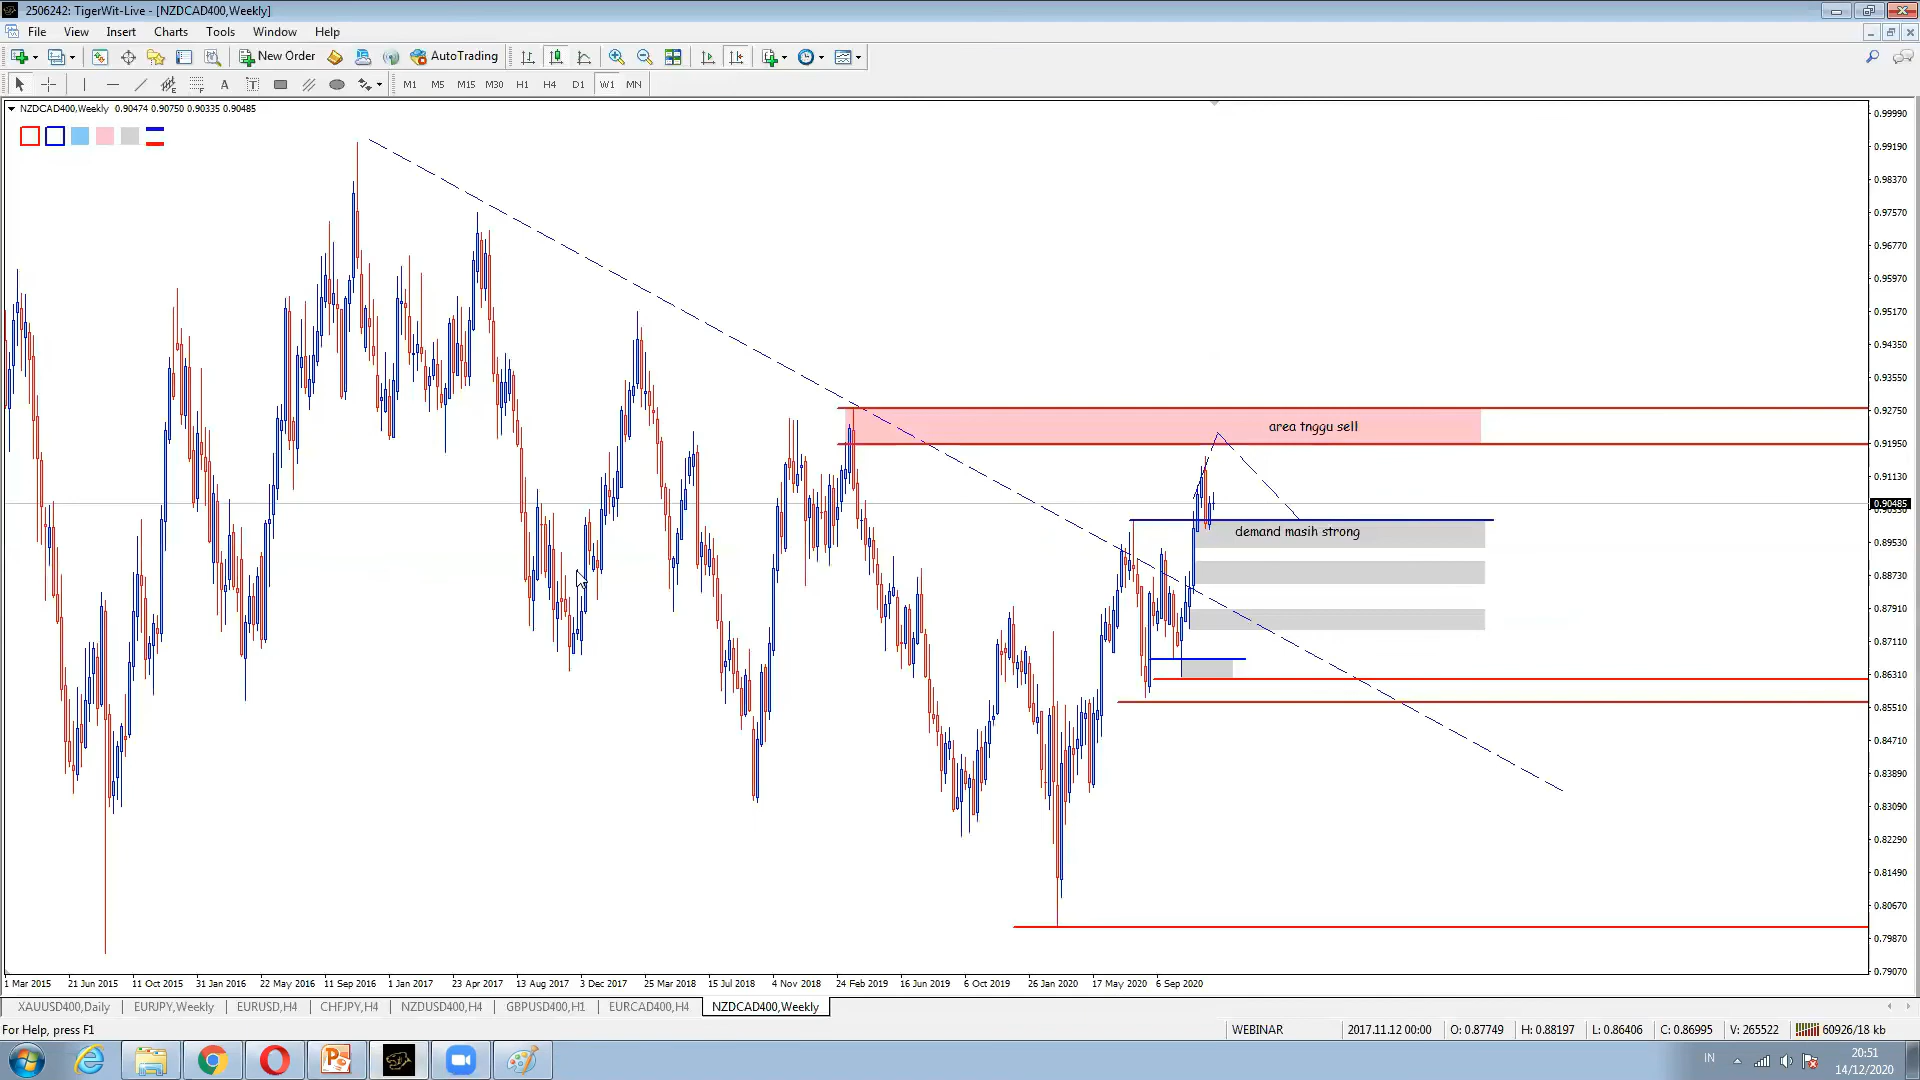 2506242: TigerWit-Live - [NZDCAD400,Weekly]
File View Insert Charts Tools Window Help
New Order AutoTrading
A T M1 M5 M15 M30 H1 H4 D1 W1 MN
NZDCAD400,Weekly 0.90474 0.90750 0.90335 0.90485
0.99990
0.99190
0.98370
0.97570
0.96770
0.95970
0.95170
0.94350
0.93550
0.92750
area tnggu sell
0.91950
0.91130
0.90485
demand masih strong
0.89530
0.88730
0.87910
0.87110
0.86310
0.85510
0.84710
0.83890
0.83090
0.82290
0.81490
0.80670
0.79870
0.79070
1 Mar 2015 21 Jun 2015 11 Oct 2015 31 Jan 2016 22 May 2016 11 Sep 2016 1 Jan 2017 23 Apr 2017 13 Aug 2017 3 Dec 2017 25 Mar 2018 15 Jul 2018 4 Nov 2018 24 Feb 2019 16 Jun 2019 6 Oct 2019 26 Jan 2020 17 May 2020 6 Sep 2020
XAUUSD400,Daily EURJPY,Weekly EURUSD,H4 CHFJPY,H4 NZDUSD400,H4 GBPUSD400,H1 EURCAD400,H4 NZDCAD400,Weekly
For Help, press F1 WEBINAR 2017.11.12 00:00 O: 0.87749 H: 0.88197 L: 0.86406 C: 0.86995 V: 265522 60926/18 kb
IN 20:51
14/12/2020